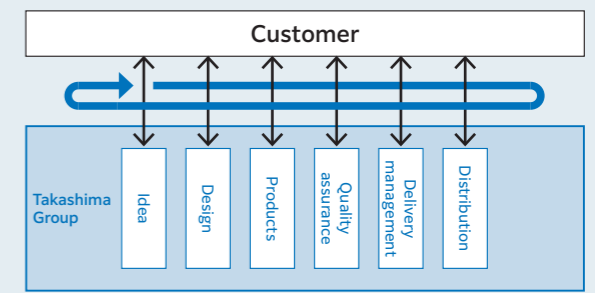 Customer
Takashima
Group
Idea
Design
Products
Quality
assurance
Delivery
management
Distribution